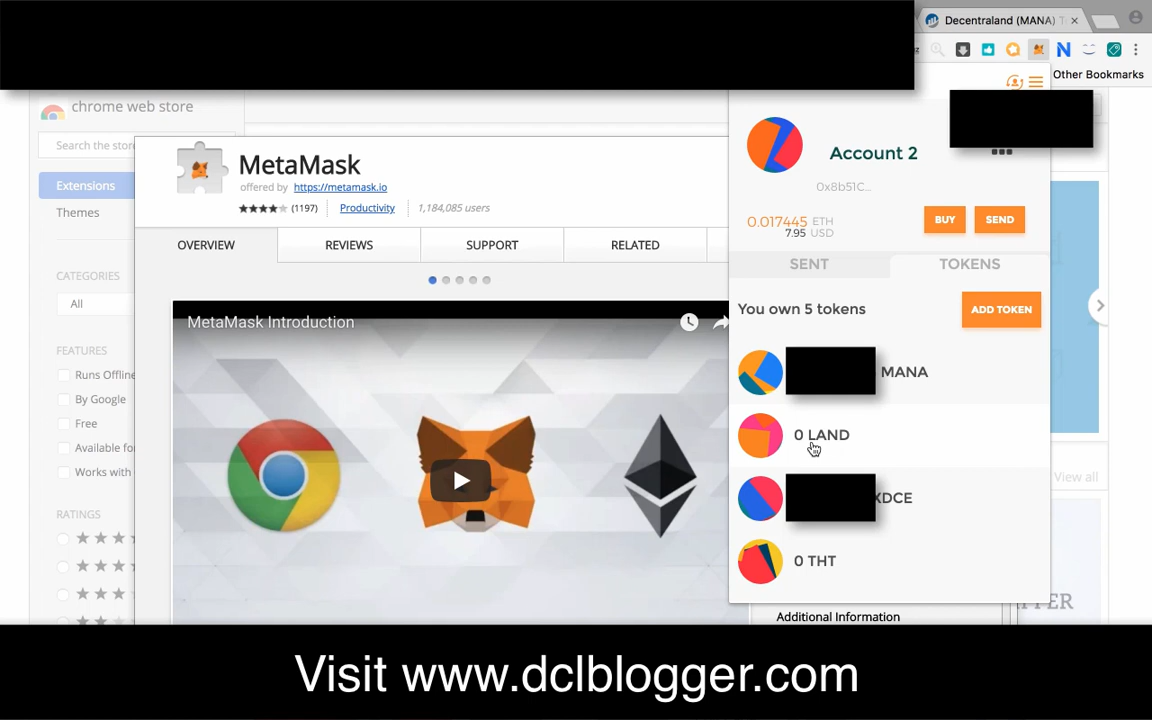 Decentraland (MANA) T
Other Bookmarks
chrome web store
Search the store
Extensions
Themes
CATEGORIES
All
FEATURES
Runs Offline
By Google
Free
Available for
Works with
RATINGS
MetaMask
offered by https://metamask.io
(1197) Productivity 1,184,085 users
OVERVIEW REVIEWS SUPPORT RELATED
MetaMask Introduction
Account 2
0x8b51C...
0.017445 ETH
7.95 USD
BUY SEND
SENT TOKENS
You own 5 tokens ADD TOKEN
MANA
0 LAND
XDCE
0 THT
View all
Additional Information
Visit www.dclblogger.com